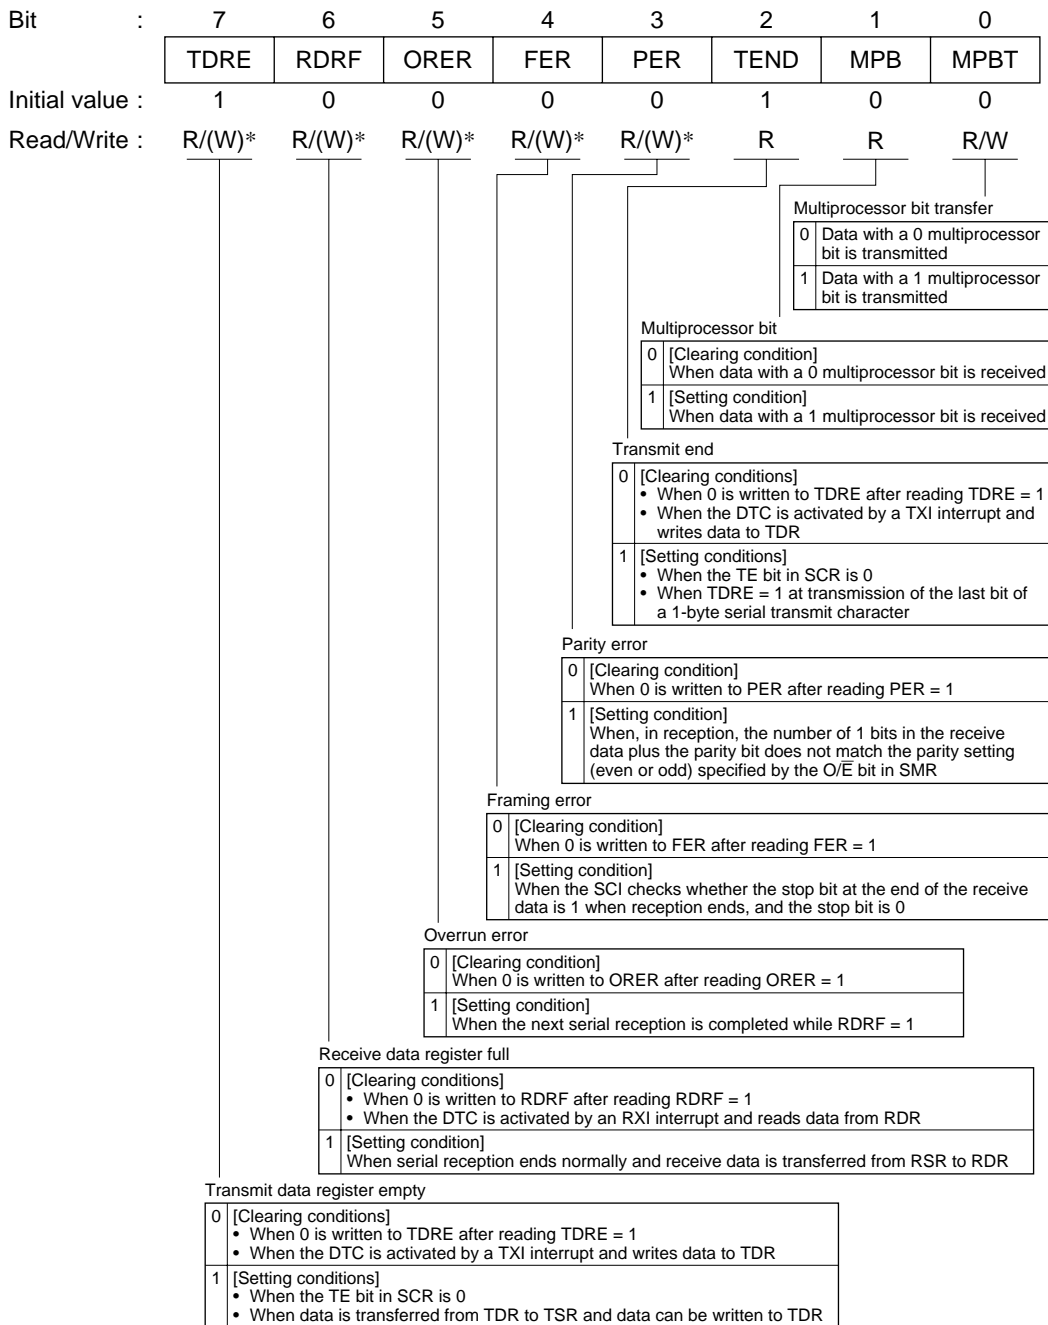 Bit : 7 6 5 4 3 2 1 0
TDRE RDRF ORER FER PER TEND MPB MPBT
Initial value : 1 0 0 0 0 1 0 0
Read/Write : R/(W)* R/(W)* R/(W)* R/(W)* R/(W)* R R R/W
Multiprocessor bit transfer
0 Data with a 0 multiprocessor
bit is transmitted
1 Data with a 1 multiprocessor
bit is transmitted
Multiprocessor bit
0 [Clearing condition]
When data with a 0 multiprocessor bit is received
1 [Setting condition]
When data with a 1 multiprocessor bit is received
Transmit end
0 [Clearing conditions]
• When 0 is written to TDRE after reading TDRE = 1
• When the DTC is activated by a TXI interrupt and
writes data to TDR
1 [Setting conditions]
• When the TE bit in SCR is 0
• When TDRE = 1 at transmission of the last bit of
a 1-byte serial transmit character
Parity error
0 [Clearing condition]
When 0 is written to PER after reading PER = 1
1 [Setting condition]
When, in reception, the number of 1 bits in the receive
data plus the parity bit does not match the parity setting
(even or odd) specified by the O/E̅ bit in SMR
Framing error
0 [Clearing condition]
When 0 is written to FER after reading FER = 1
1 [Setting condition]
When the SCI checks whether the stop bit at the end of the receive
data is 1 when reception ends, and the stop bit is 0
Overrun error
0 [Clearing condition]
When 0 is written to ORER after reading ORER = 1
1 [Setting condition]
When the next serial reception is completed while RDRF = 1
Receive data register full
0 [Clearing conditions]
• When 0 is written to RDRF after reading RDRF = 1
• When the DTC is activated by an RXI interrupt and reads data from RDR
1 [Setting condition]
When serial reception ends normally and receive data is transferred from RSR to RDR
Transmit data register empty
0 [Clearing conditions]
• When 0 is written to TDRE after reading TDRE = 1
• When the DTC is activated by a TXI interrupt and writes data to TDR
1 [Setting conditions]
• When the TE bit in SCR is 0
• When data is transferred from TDR to TSR and data can be written to TDR